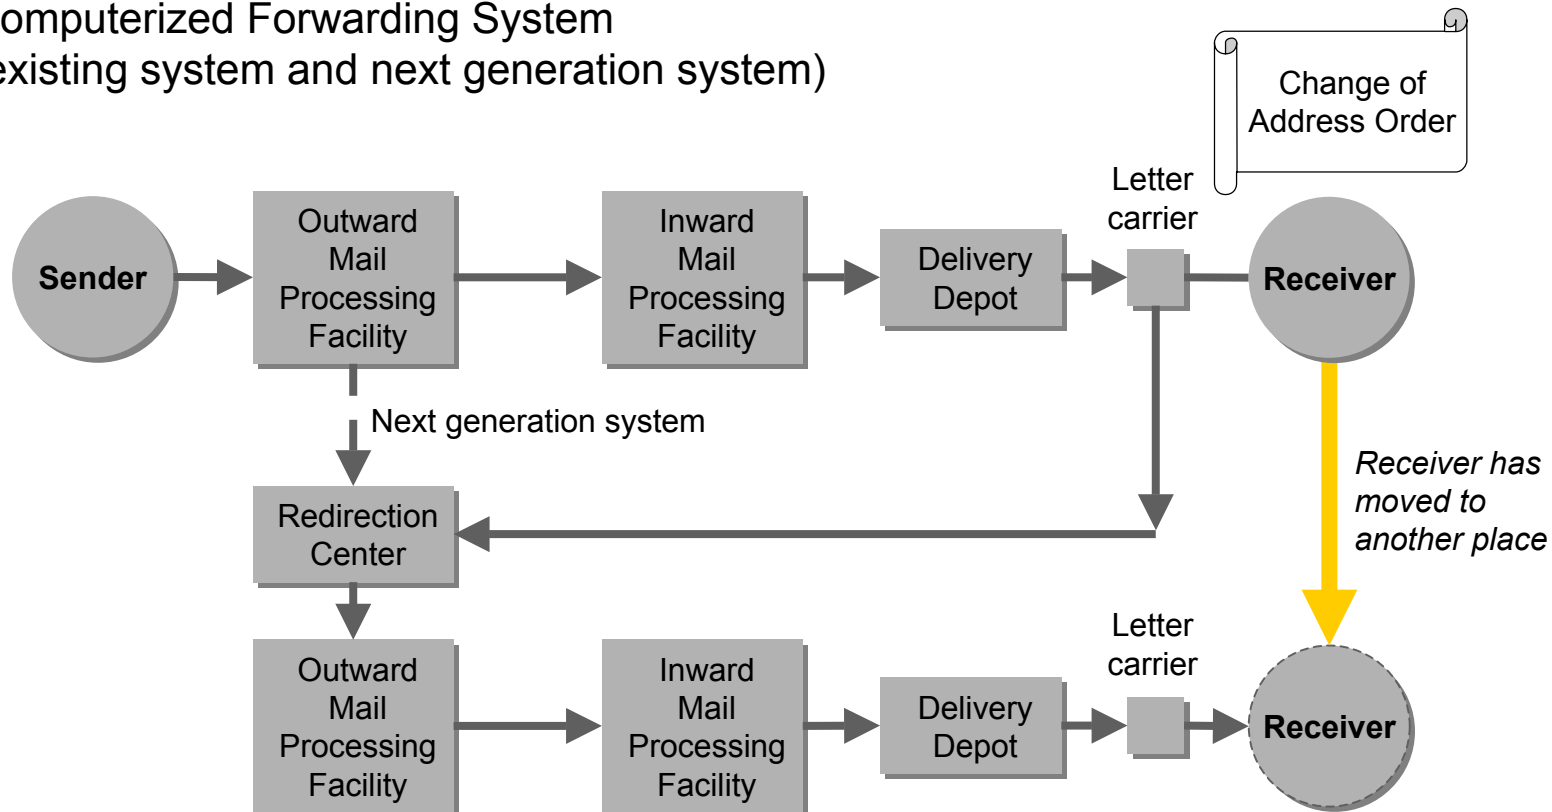 omputerized Forwarding System
existing system and next generation system)
Change of
Address Order
Letter
carrier
Sender
Outward
Mail
Processing
Facility
Inward
Mail
Processing
Facility
Delivery
Depot
Receiver
Next generation system
Receiver has
moved to
another place
Redirection
Center
Letter
carrier
Outward
Mail
Processing
Facility
Inward
Mail
Processing
Facility
Delivery
Depot
Receiver